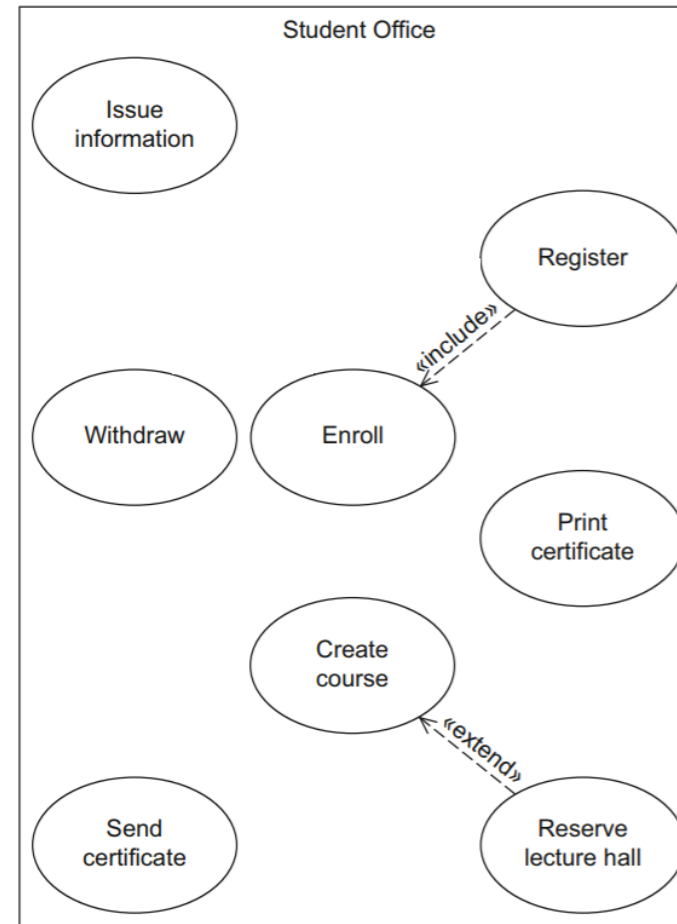 Student Office
Issue
information
Register
«include»
Withdraw
Enroll
Print
certificate
Create
course
«extend»
Send
certificate
Reserve
lecture hall